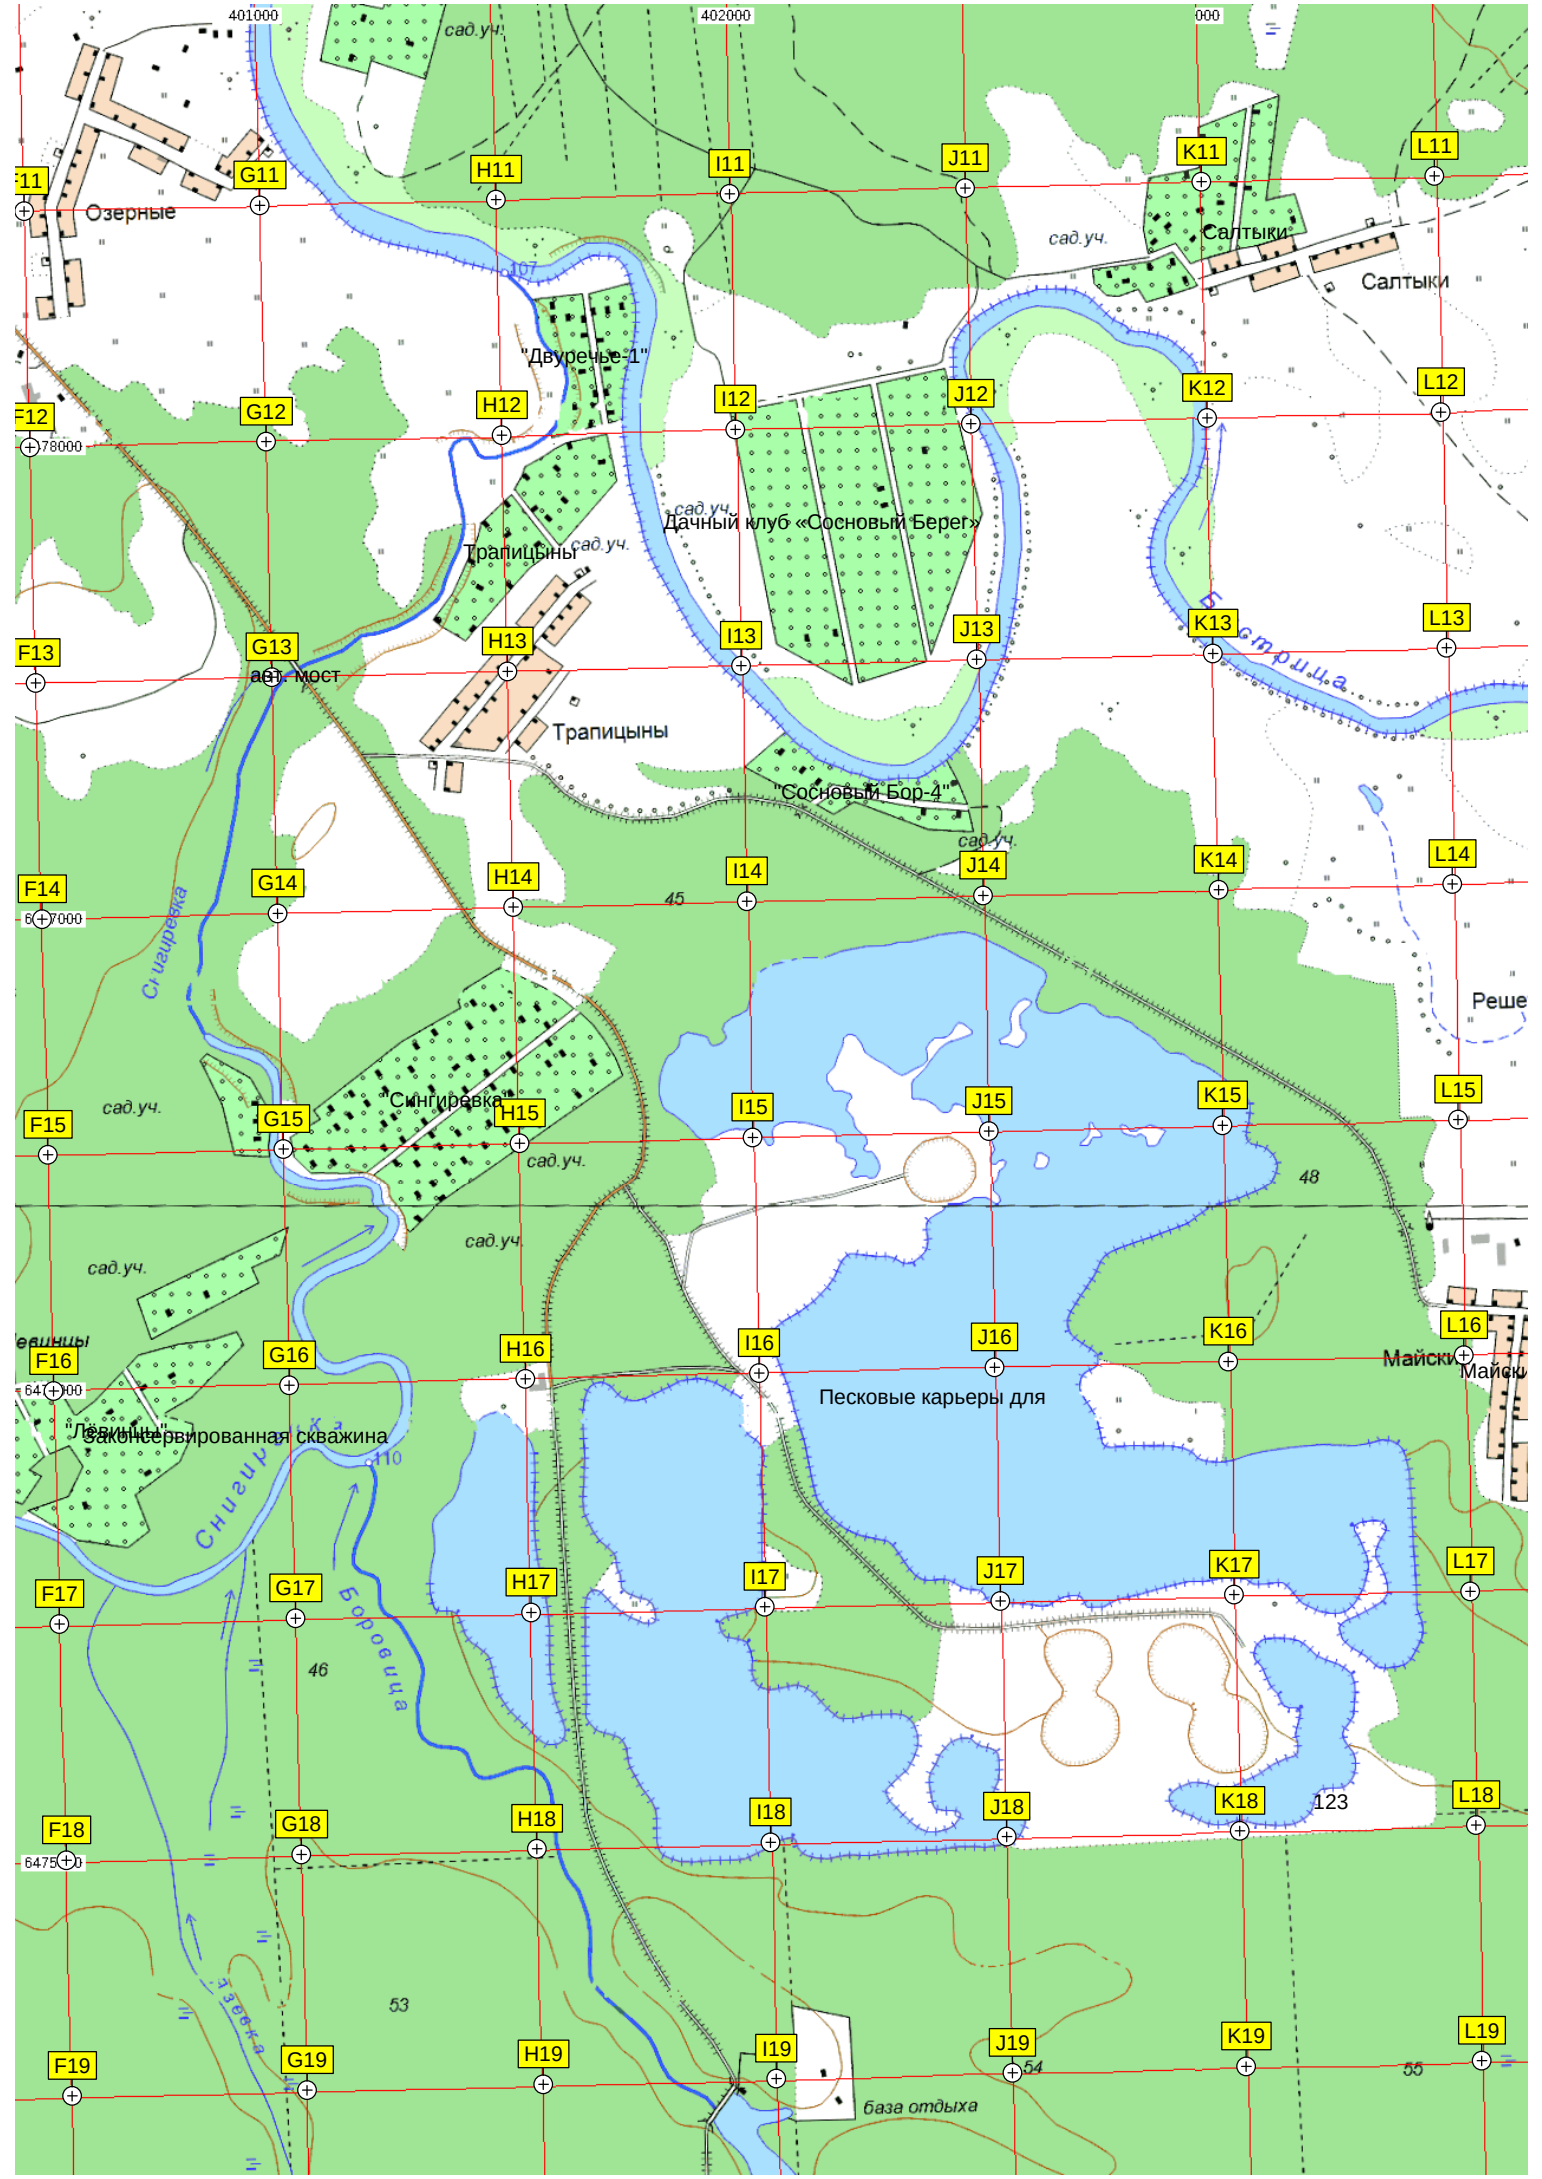 401000
402000
000
сад.уч.
L11
K11
I11
J11
H11
G11
F11
Озерные
Салтыки
сад.уч.
107
Салтыки
"Двуречье-1"
L12
K12
J12
I12
H12
G12
F12
78000
сад.уч.
Дачный клуб «Сосновый Берег»
Трапицыны
сад.уч.
L13
K13
J13
I13
H13
G13
F13
авт. мост
Трапицыны
"Сосновый Бор-4"
сад.уч.
L14
K14
J14
I14
H14
G14
F14
45
Снигиревка
Реше
L15
K15
J15
I15
"Сингиревка"
H15
G15
F15
сад.уч.
сад.уч.
48
сад.уч.
сад.уч.
L16
K16
J16
I16
H16
G16
F16
Майски
Майски
Песковые карьеры для
"Лёвинцы"
Законсервированная скважина
110
L17
K17
J17
I17
H17
G17
F17
Боровица
46
L18
K18
123
J18
I18
H18
G18
F18
53
L19
K19
J19
I19
H19
G19
F19
54
55
база отдыха